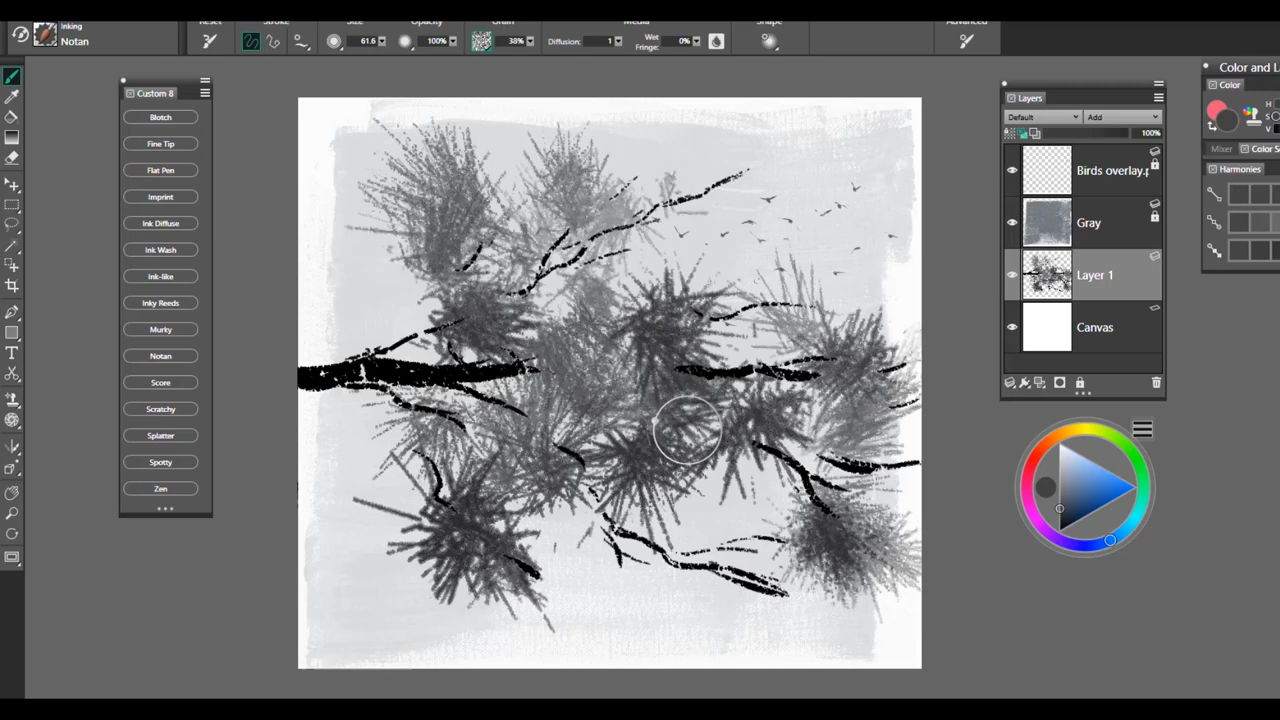 Inking
Notan
Reset
Stroke
Size
61.6
Opacity
100%
Grain
38%
Media
Diffusion: 1
Wet
Fringe: 0%
Shape
Advanced
Custom 8
Blotch
Fine Tip
Flat Pen
Imprint
Ink Diffuse
Ink Wash
Ink-like
Inky Reeds
Murky
Notan
Score
Scratchy
Splatter
Spotty
Zen
Layers
Default
Add
100%
Birds overlay.p
Gray
Layer 1
Canvas
Color and L
Color
H
S
V
Mixer
Color S
Harmonies